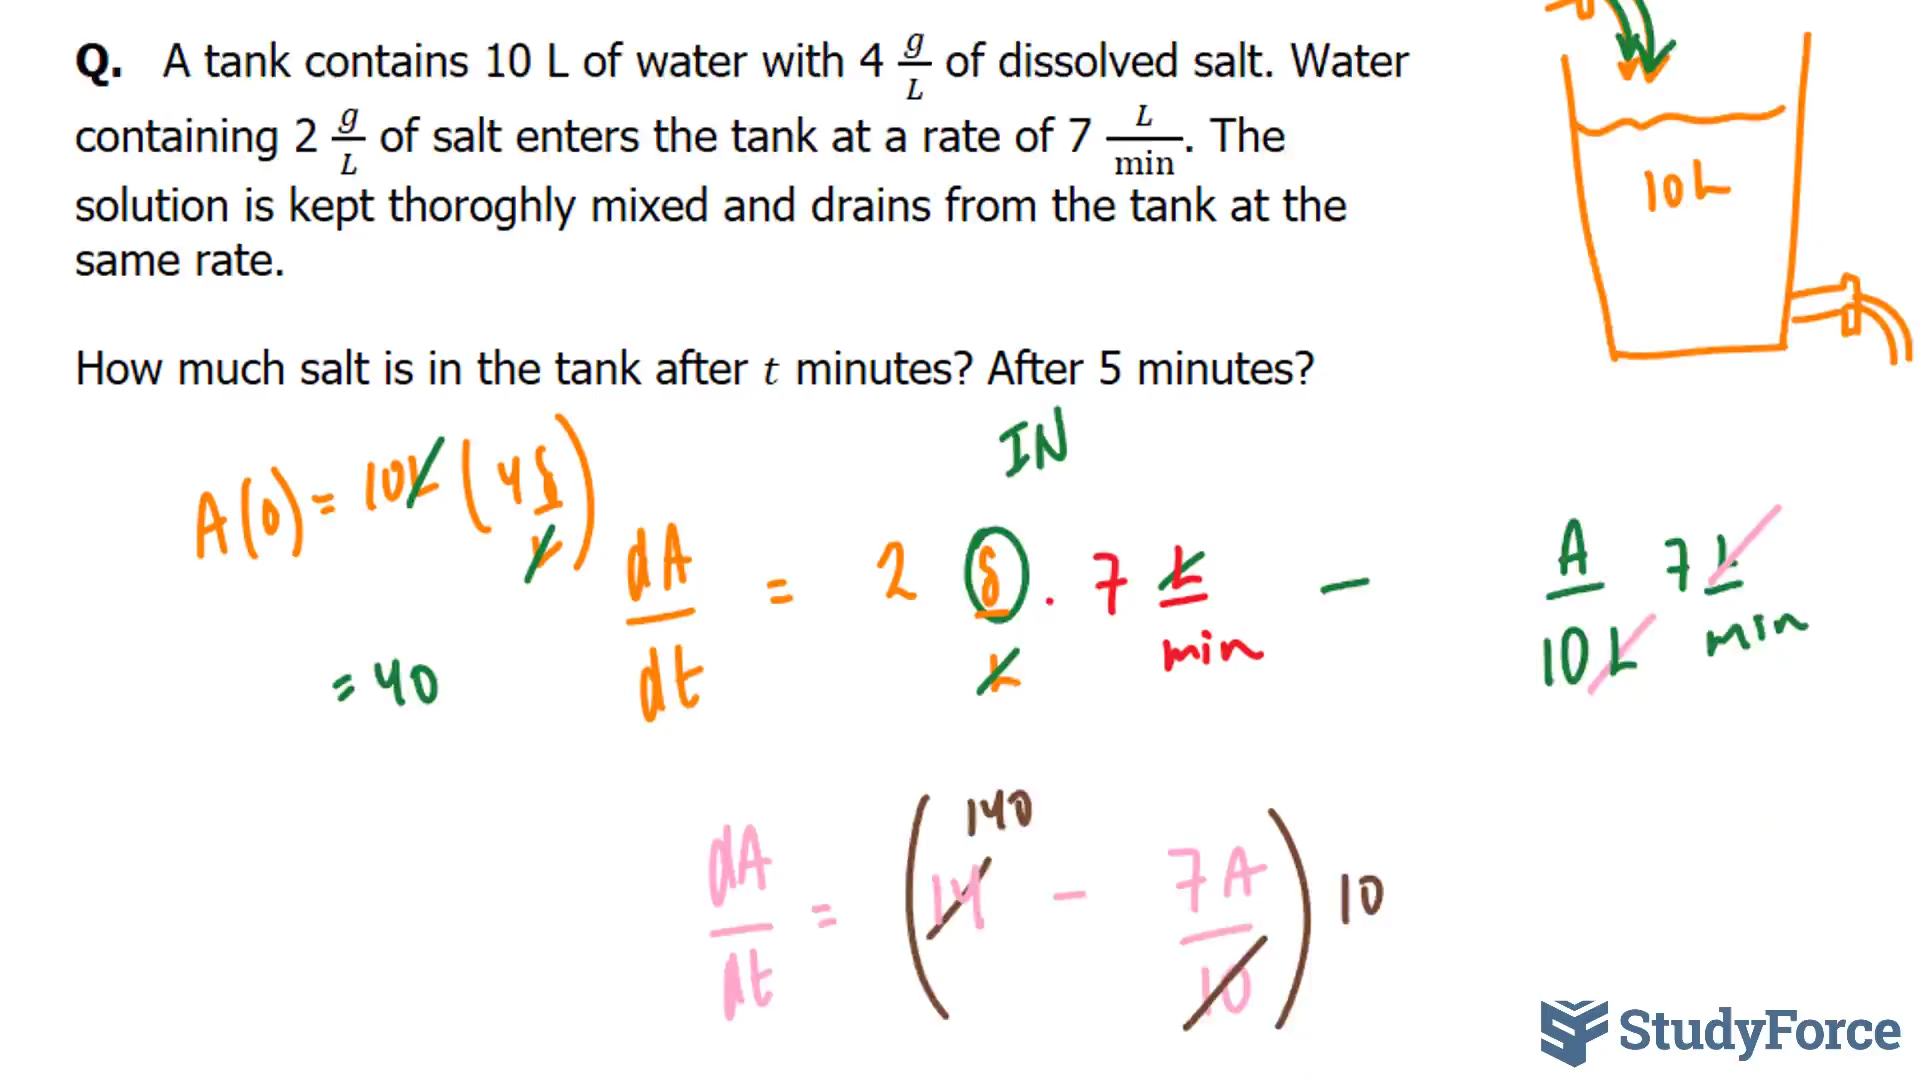 Q. A tank contains 10 L of water with 4 g/L of dissolved salt. Water
containing 2 g/L of salt enters the tank at a rate of 7 L/min. The
solution is kept thoroghly mixed and drains from the tank at the
same rate.
10L
How much salt is in the tank after t minutes? After 5 minutes?
IN
A(0) = 10L (4 g/L)
= 40
dA/dt = 2 g/L · 7 L/min − A/10L 7 L/min
140
dA/dt = (14 − 7A/10) 10
StudyForce